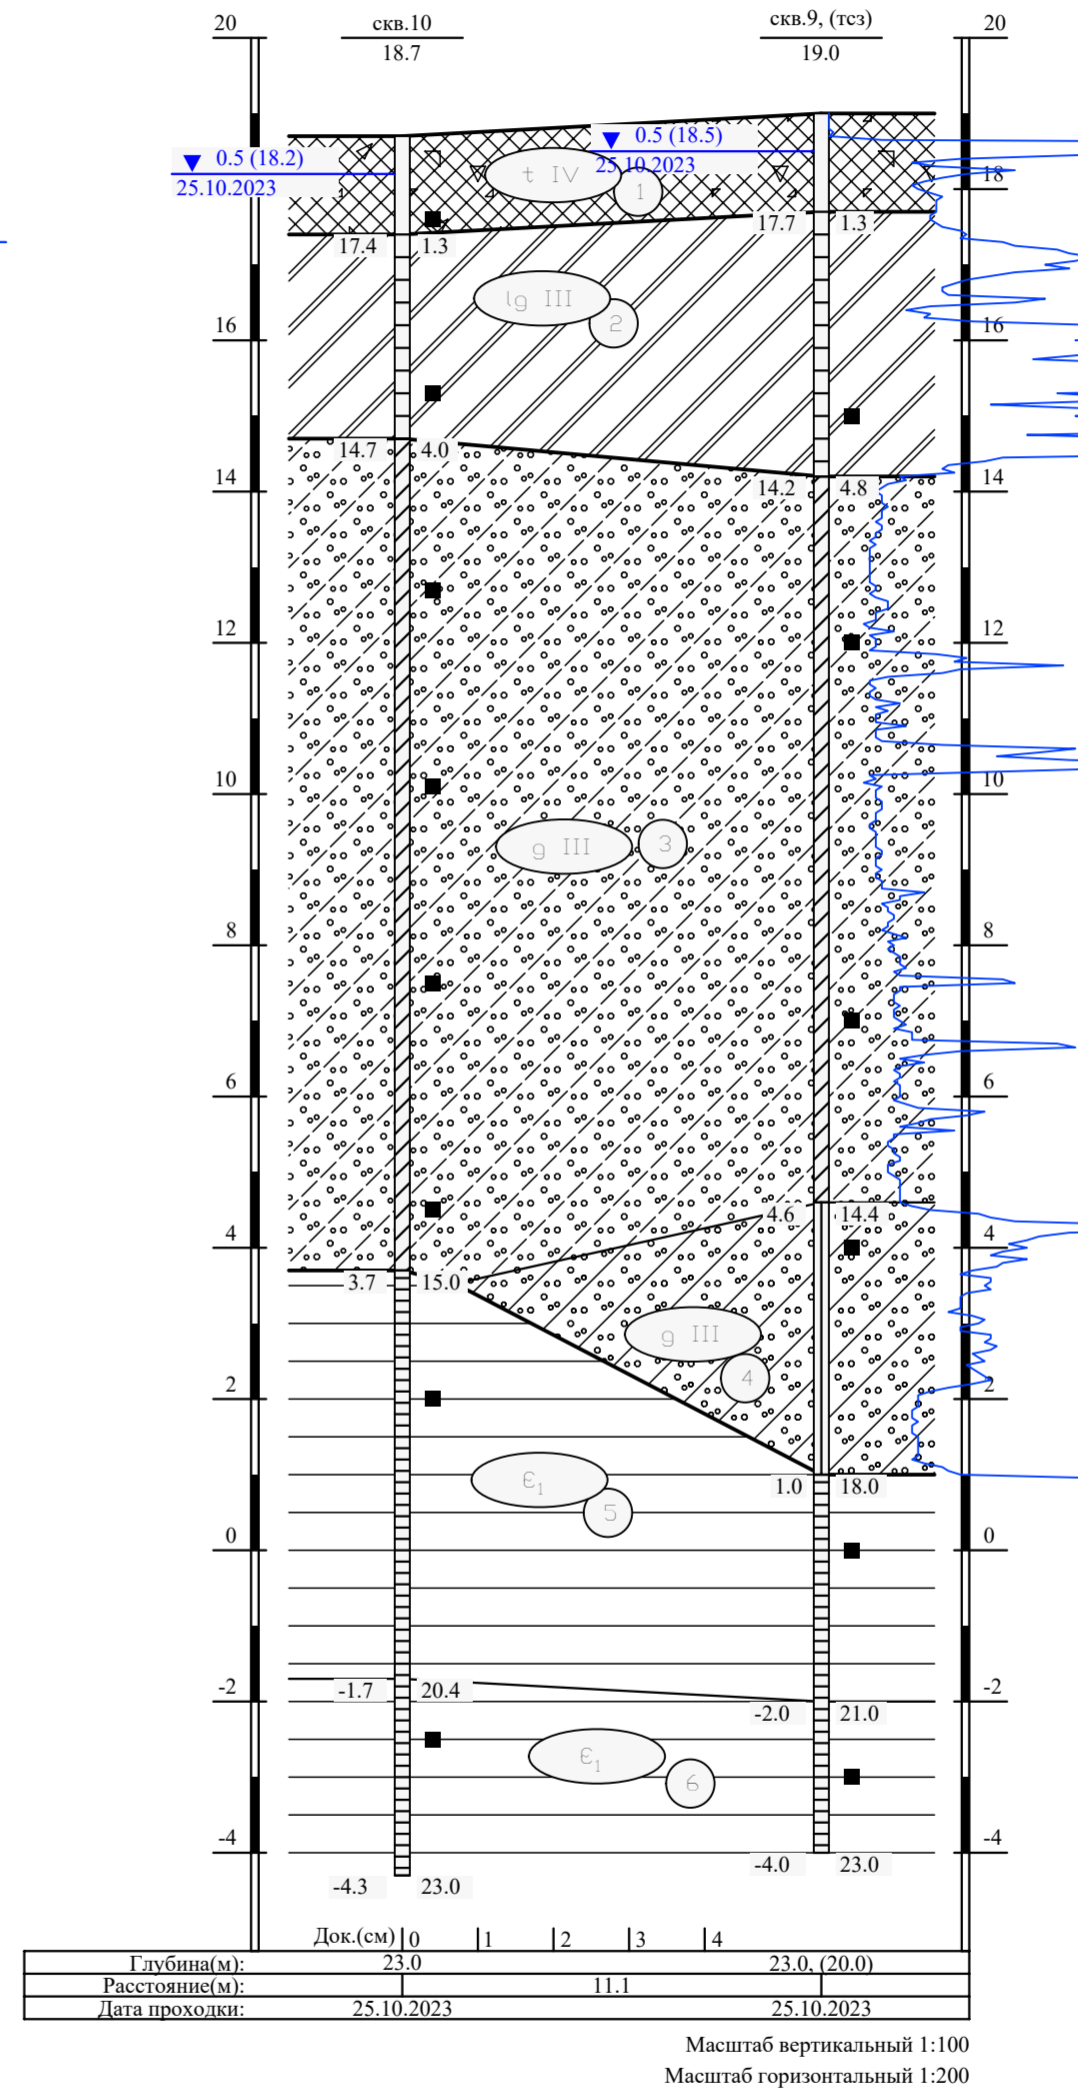 20 скв.10 скв.9, (тсз) 20
18.7 19.0
0.5 (18.5)
0.5 (18.2) 25.10.2023
25.10.2023 t IV 1 18
17.4 1.3 17.7 1.3
lg III
2
16 16
14.7 4.0
14 14.2 4.8 14
12 12
10 10
g III 3
8 8
6 6
4.6 14.4
4 4
3.7 15.0
g III
4
2 2
Є1 1.0 18.0
5
0 0
-1.7 20.4
-2 -2.0 21.0 -2
Є1
6
-4 -4
-4.0 23.0
-4.3 23.0
Док.(см) 0 1 2 3 4
Глубина(м): 23.0 23.0, (20.0)
Расстояние(м): 11.1
Дата проходки: 25.10.2023 25.10.2023
Масштаб вертикальный 1:100
Масштаб горизонтальный 1:200